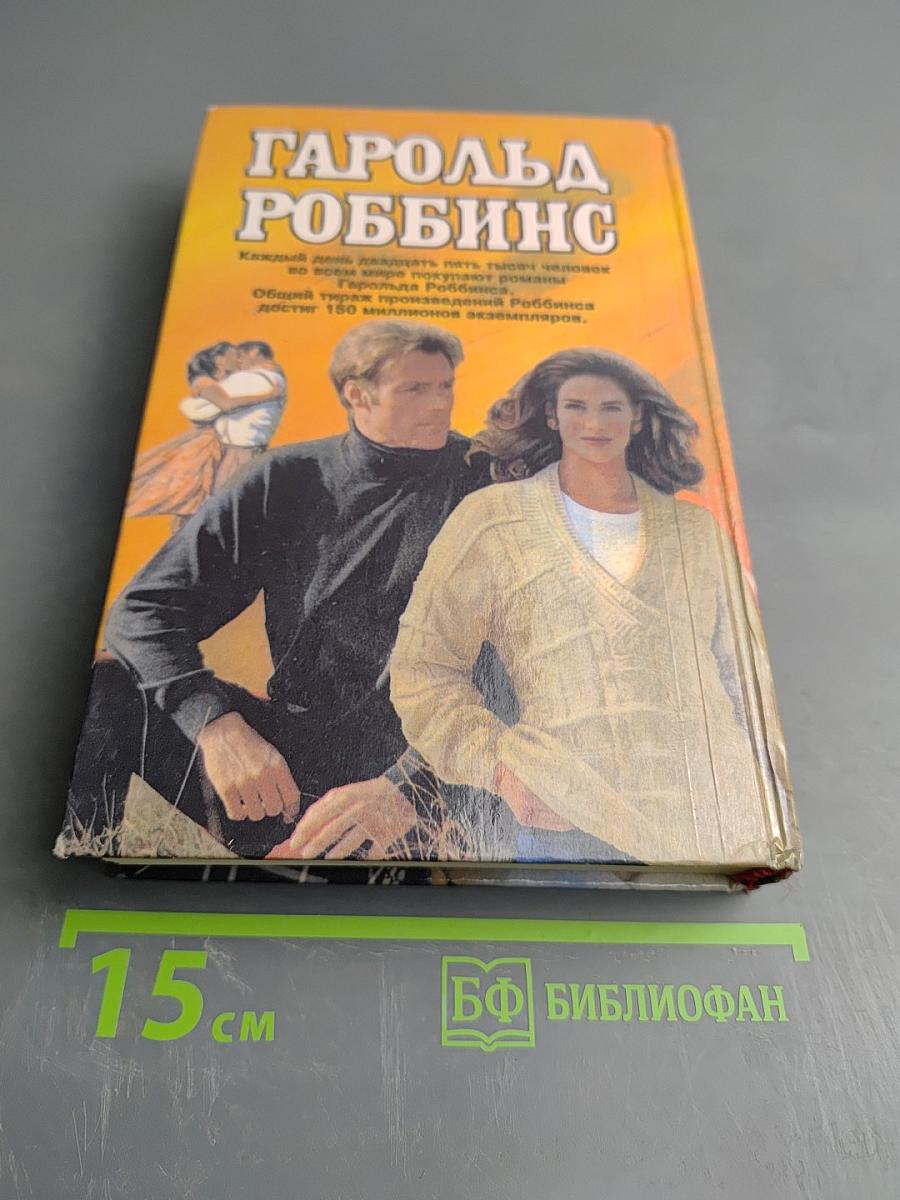 ГАРОЛЬД
РОББИНС
Каждый день двадцать пять тысяч человек
во всем мире покупают романы
Гарольда Роббинса.
Общий тираж произведений Роббинса
достиг 150 миллионов экземпляров.
15 см
БФ БИБЛИОФАН